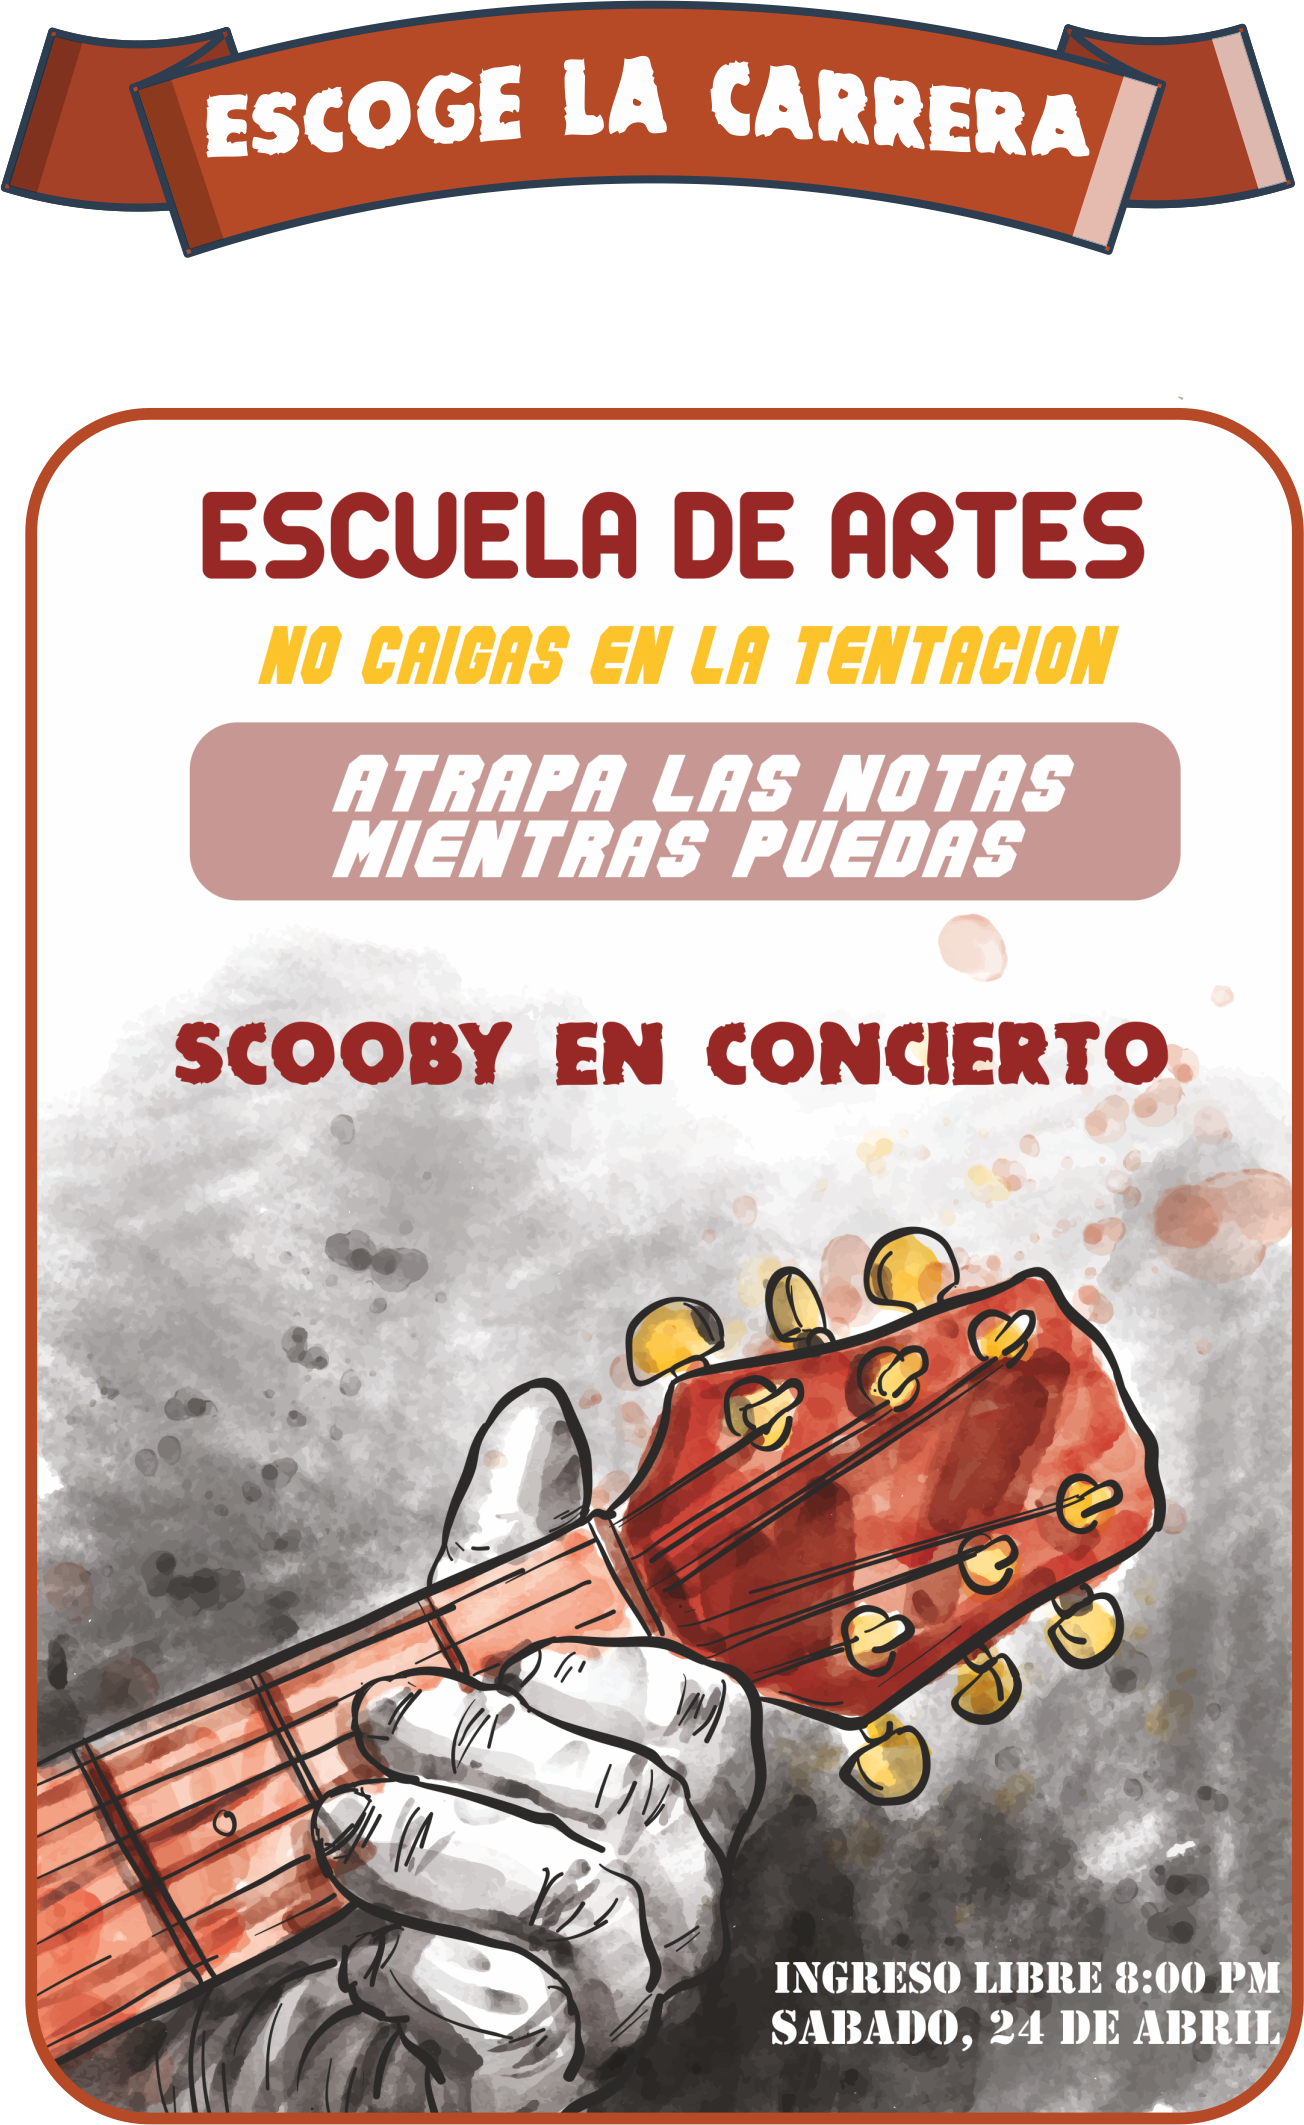 ESCOGE LA CARRERA
ESCUELA DE ARTES
NO CAIGAS EN LA TENTACION
ATRAPA LAS NOTAS
MIENTRAS PUEDAS
SCOOBY EN CONCIERTO
INGRESO LIBRE 8:00 PM
SABADO, 24 DE ABRIL